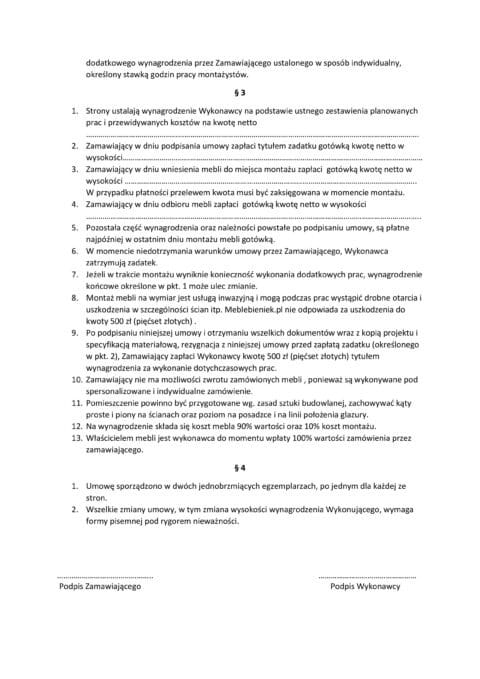 dodatkowego wynagrodzenia przez Zamawiającego ustalonego w sposób indywidualny,
określony stawką godzin pracy montażystów.
§ 3
1. Strony ustalają wynagrodzenie Wykonawcy na podstawie ustnego zestawienia planowanych
prac i przewidywanych kosztów na kwotę netto
……………………………………………………………………………………………………………
2. Zamawiający w dniu podpisania umowy zapłaci tytułem zadatku gotówką kwotę netto w
wysokości……………………………………………………………………………………………
3. Zamawiający w dniu wniesienia mebli do miejsca montażu zapłaci gotówką kwotę netto w
wysokości ……………………………………………………………………………………………
W przypadku płatności przelewem kwota musi być zaksięgowana w momencie montażu.
4. Zamawiający w dniu odbioru mebli zapłaci gotówką kwotę netto w wysokości
……………………………………………………………………………………………………………
5. Pozostała część wynagrodzenia oraz należności powstałe po podpisaniu umowy, są płatne
najpóźniej w ostatnim dniu montażu mebli gotówką.
6. W momencie niedotrzymania warunków umowy przez Zamawiającego, Wykonawca
zatrzymują zadatek.
7. Jeżeli w trakcie montażu wyniknie konieczność wykonania dodatkowych prac, wynagrodzenie
końcowe określone w pkt. 1 może ulec zmianie.
8. Montaż mebli na wymiar jest usługą inwazyjną i mogą podczas prac wystąpić drobne otarcia i
uszkodzenia w szczególności ścian itp. Meblebieniek.pl nie odpowiada za uszkodzenia do
kwoty 500 zł (pięćset złotych) .
9. Po podpisaniu niniejszej umowy i otrzymaniu wszelkich dokumentów wraz z kopią projektu i
specyfikacją materiałową, rezygnacja z niniejszej umowy przed zapłatą zadatku (określonego
w pkt. 2), Zamawiający zapłaci Wykonawcy kwotę 500 zł (pięćset złotych) tytułem
wynagrodzenia za wykonanie dotychczasowych prac.
10. Zamawiający nie ma możliwości zwrotu zamówionych mebli , ponieważ są wykonywane pod
spersonalizowane i indywidualne zamówienie.
11. Pomieszczenie powinno być przygotowane wg. zasad sztuki budowlanej, zachowywać kąty
proste i piony na ścianach oraz poziom na posadzce i na linii położenia glazury.
12. Na wynagrodzenie składa się koszt mebla 90% wartości oraz 10% koszt montażu.
13. Właścicielem mebli jest wykonawca do momentu wpłaty 100% wartości zamówienia przez
zamawiającego.
§ 4
1. Umowę sporządzono w dwóch jednobrzmiących egzemplarzach, po jednym dla każdej ze
stron.
2. Wszelkie zmiany umowy, w tym zmiana wysokości wynagrodzenia Wykonującego, wymaga
formy pisemnej pod rygorem nieważności.
………………………………………. ………………………………………
Podpis Zamawiającego Podpis Wykonawcy